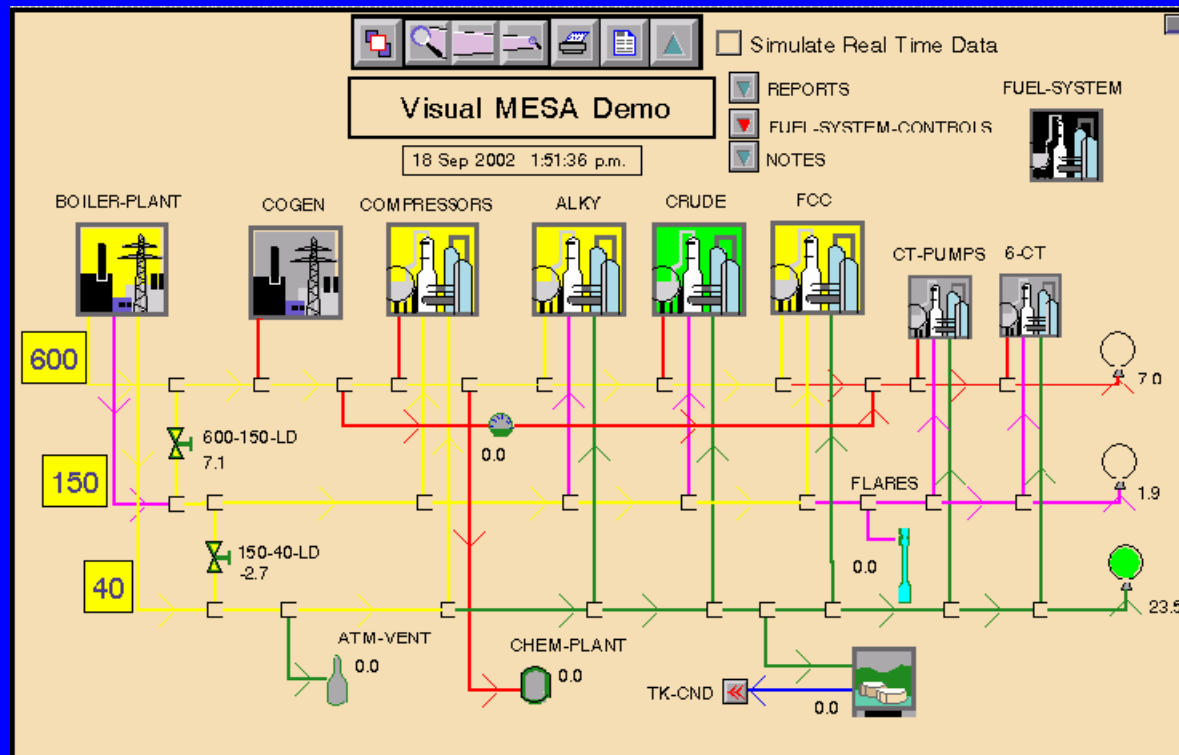 Simulate Real Time Data
Visual MESA Demo
REPORTS
FUEL-SYSTEM-CONTROLS
NOTES
FUEL-SYSTEM
18 Sep 2002 1:51:36 p.m.
BOILER-PLANT
COGEN
COMPRESSORS
ALKY
CRUDE
FCC
CT-PUMPS
6-CT
600
7.0
600-150-LD
7.1
0.0
150
FLARES
1.9
150-40-LD
-2.7
0.0
40
23.5
ATM-VENT
0.0
CHEM-PLANT
0.0
TK-CND
0.0